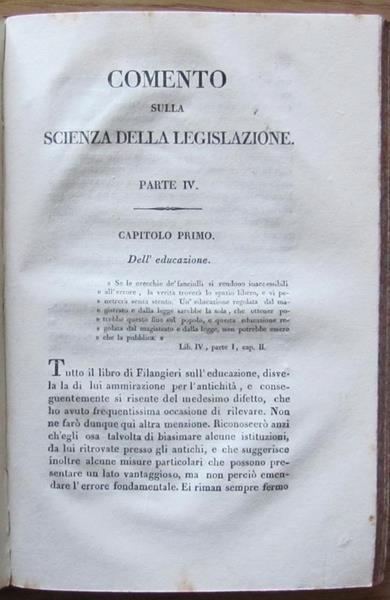 COMENTO
SULLA
SCIENZA DELLA LEGISLAZIONE.
PARTE IV.
CAPITOLO PRIMO.
Dell' educazione.
» Se le orecchie de' fanciulli si rendono inaccessibili
» all' errore, la verità troverà lo spazio libero, e vi pe-
» netrerà senza stento. Un' educazione regolata dal ma-
» gistrato e dalla legge sarebbe la sola, che ottener po-
» trebbe questo fine sul popolo, e questa educazione re-
» golata dal magistrato e dalla legge, non potrebbe essere
» che la pubblica. »
Lib. IV, parte I, cap. II.
Tutto il libro di Filangieri sull' educazione, disve-
la la di lui ammirazione per l'antichità, e conse-
guentemente si risente del medesimo difetto, che
ho avuto frequentissima occasione di rilevare. Non
ne farò dunque qui altra menzione. Riconoscerò anzi
ch'egli osa talvolta di biasimare alcune istituzioni,
da lui ritrovate presso gli antichi, e che suggerisce
inoltre alcune misure particolari che possono pre-
sentare un lato vantaggioso, ma non perciò emen-
dare l'errore fondamentale. Ei riman sempre fermo